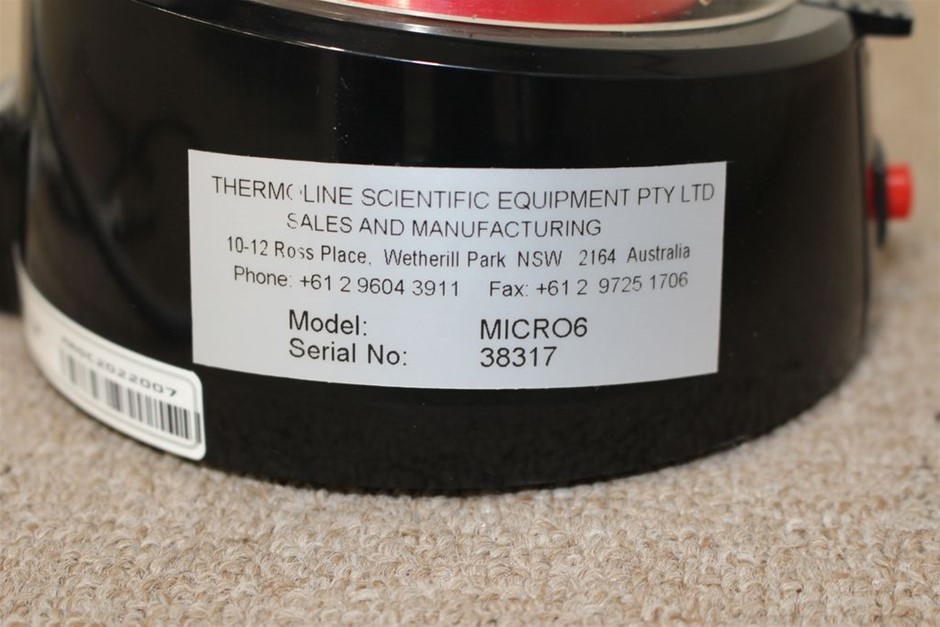 THERMOLINE SCIENTIFIC EQUIPMENT PTY LTD
SALES AND MANUFACTURING
10-12 Ross Place, Wetherill Park NSW 2164 Australia
Phone: +61 2 9604 3911 Fax: +61 2 9725 1706
Model: MICRO6
Serial No: 38317